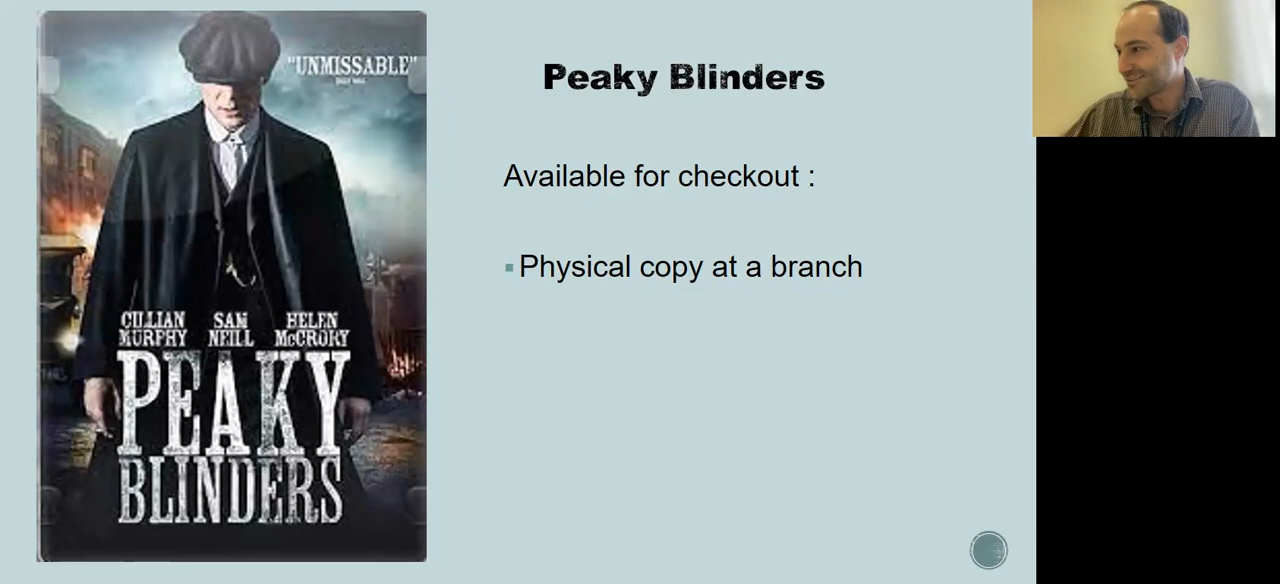 "UNMISSABLE"
Peaky Blinders
Available for checkout :
▪Physical copy at a branch
CILLIAN MURPHY
SAM NEILL
HELEN McCRORY
PEAKY
BLINDERS